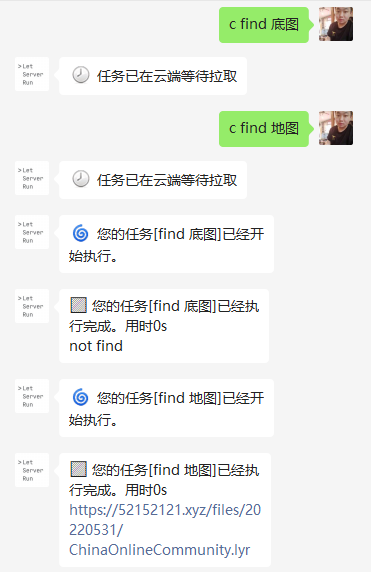 c find 底图
>Let
Server
Run
任务已在云端等待拉取
c find 地图
>Let
Server
Run
任务已在云端等待拉取
>Let
Server
Run
您的任务[find 底图]已经开
始执行。
>Let
Server
Run
您的任务[find 底图]已经执
行完成。用时0s
not find
>Let
Server
Run
您的任务[find 地图]已经开
始执行。
>Let
Server
Run
您的任务[find 地图]已经执
行完成。用时0s
https://52152121.xyz/files/20
220531/
ChinaOnlineCommunity.lyr